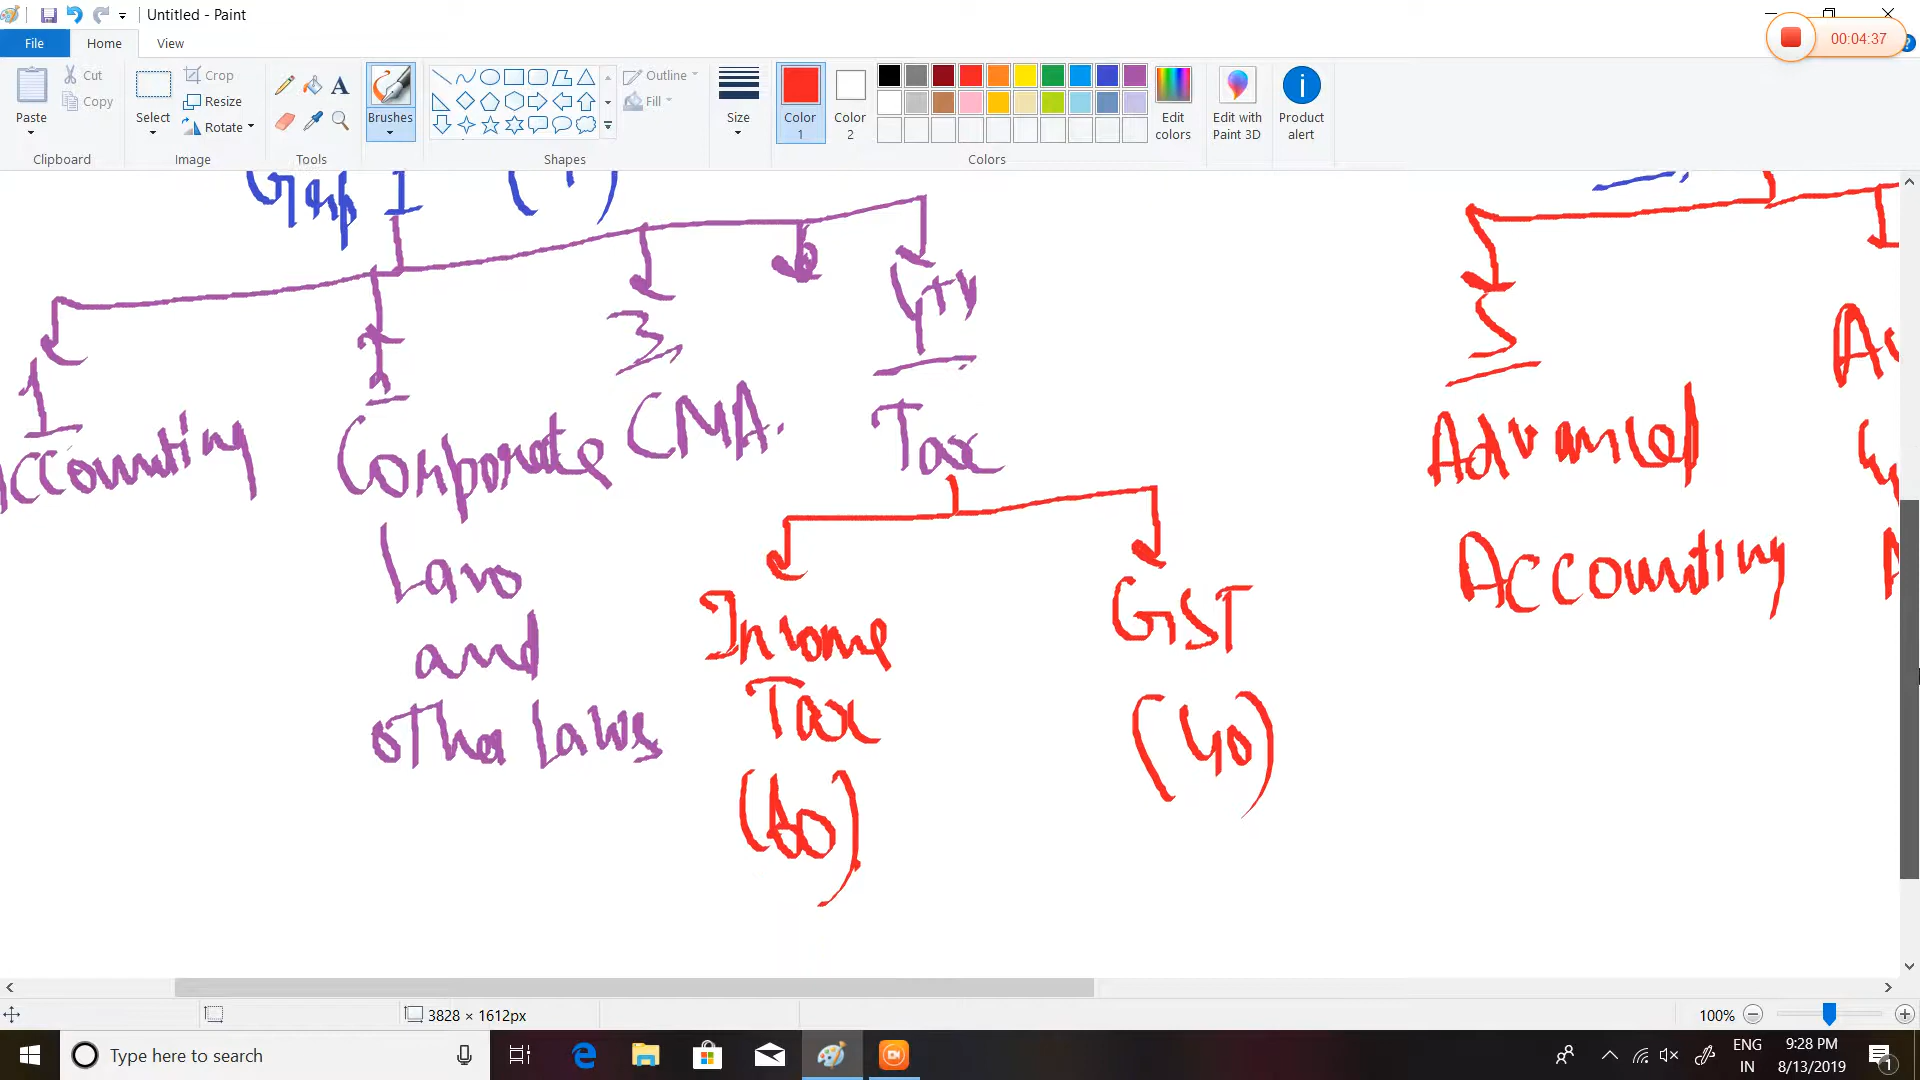 Untitled - Paint
00:04:37
File
Home
View
Paste
Cut
Copy
Clipboard
Select
Crop
Resize
Rotate
Image
Tools
Brushes
Outline
Fill
Shapes
Size
Color 1
Color 2
Edit colors
Colors
Edit with Paint 3D
Product alert
I
1
2
3
Accounting
Corporate
CMA.
Tax
Laws
and
other Laws
Income
Tax
(60)
GST
(40)
5
Advanced
Accounting
3828 × 1612px
100%
Type here to search
ENG
IN
9:28 PM
8/13/2019
1